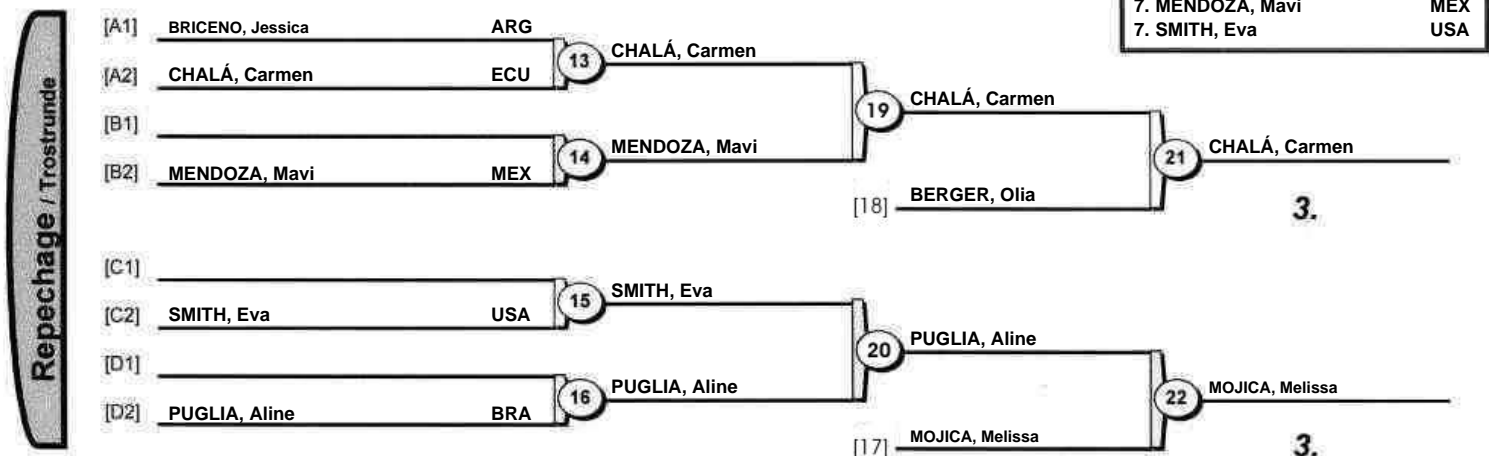 7. MENDOZA, Mavi MEX
7. SMITH, Eva USA
Repechage / Trostrunde
[A1] BRICENO, Jessica ARG
13 CHALÁ, Carmen
[A2] CHALÁ, Carmen ECU
19 CHALÁ, Carmen
[B1]
14 MENDOZA, Mavi
21 CHALÁ, Carmen
[B2] MENDOZA, Mavi MEX
[18] BERGER, Olia
3.
[C1]
15 SMITH, Eva
[C2] SMITH, Eva USA
20 PUGLIA, Aline
[D1]
16 PUGLIA, Aline
22 MOJICA, Melissa
[D2] PUGLIA, Aline BRA
[17] MOJICA, Melissa
3.